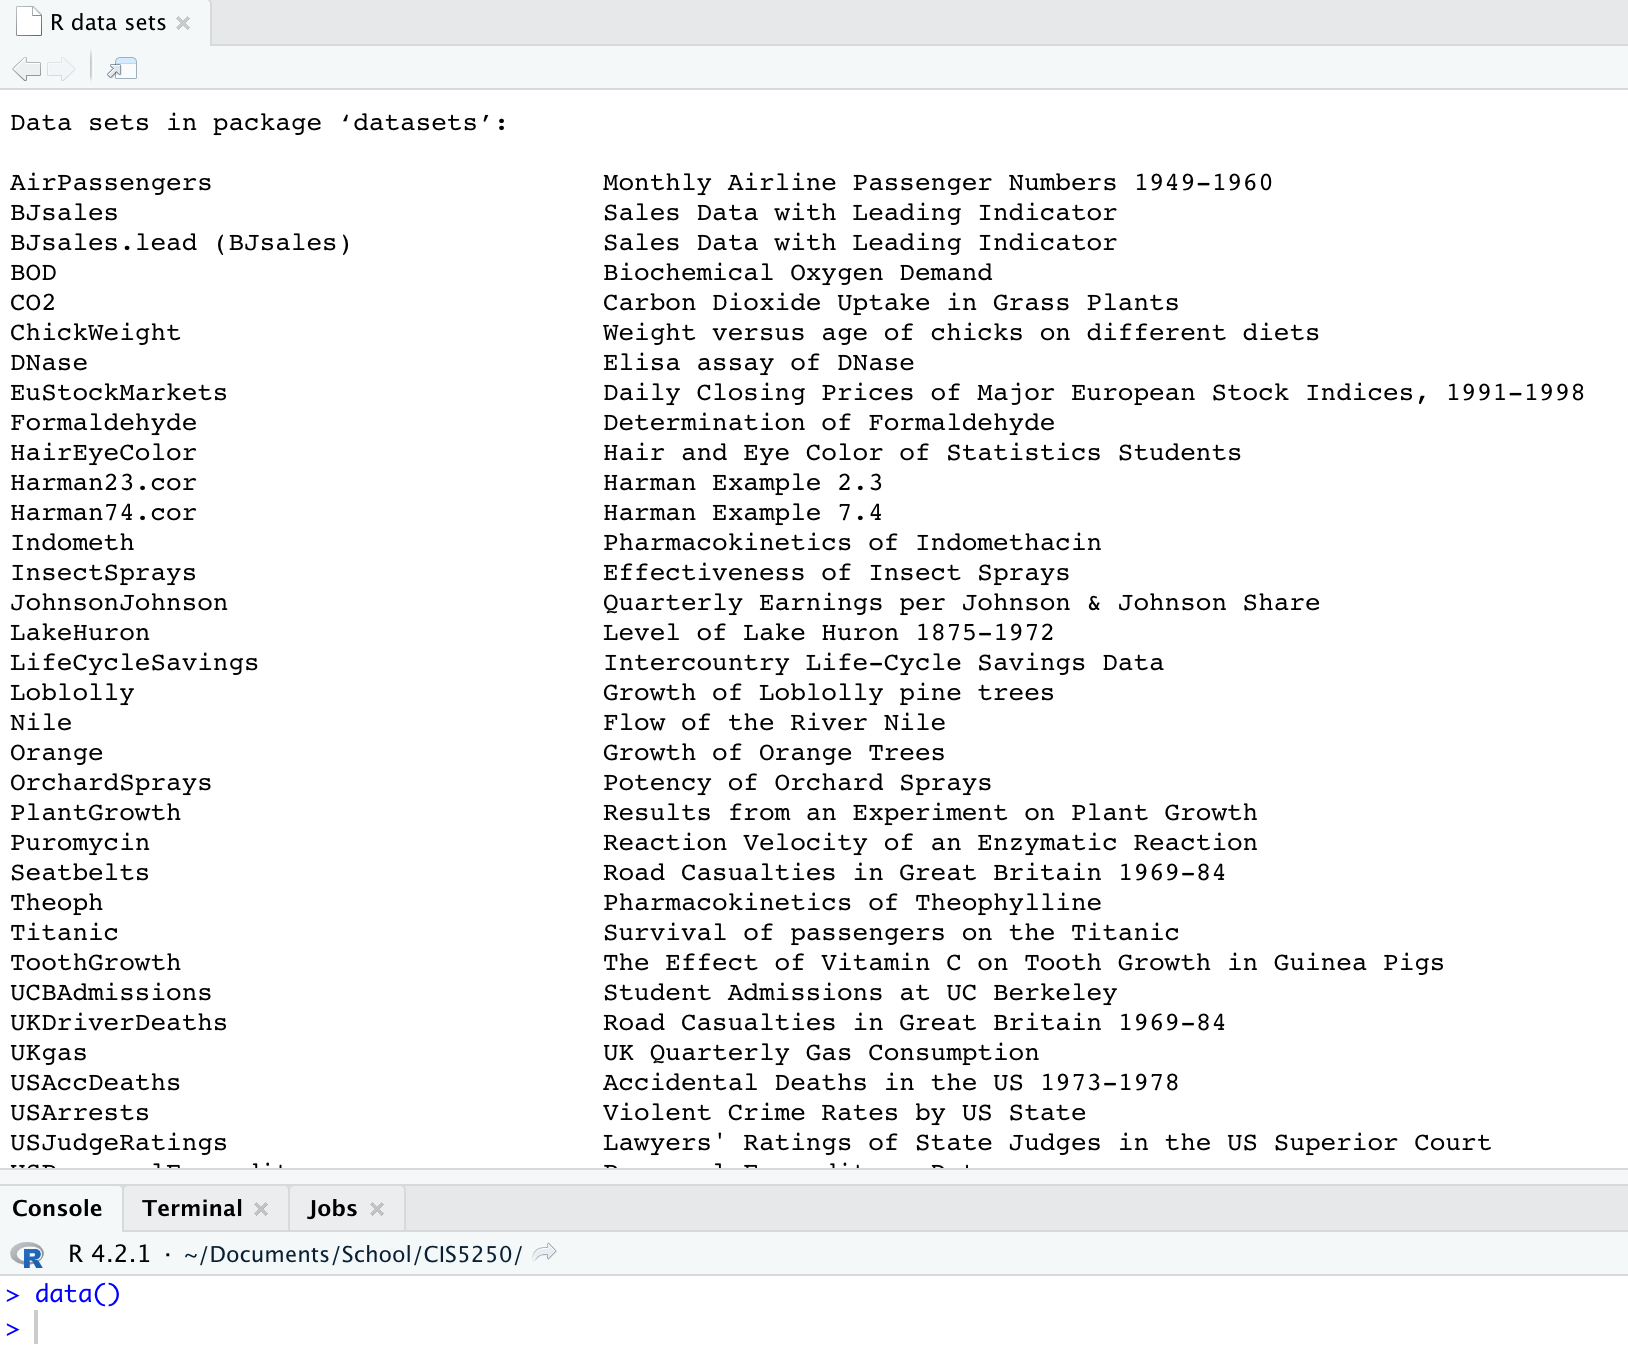 R data sets
Data sets in package ‘datasets’:
AirPassengers Monthly Airline Passenger Numbers 1949-1960
BJsales Sales Data with Leading Indicator
BJsales.lead (BJsales) Sales Data with Leading Indicator
BOD Biochemical Oxygen Demand
CO2 Carbon Dioxide Uptake in Grass Plants
ChickWeight Weight versus age of chicks on different diets
DNase Elisa assay of DNase
EuStockMarkets Daily Closing Prices of Major European Stock Indices, 1991-1998
Formaldehyde Determination of Formaldehyde
HairEyeColor Hair and Eye Color of Statistics Students
Harman23.cor Harman Example 2.3
Harman74.cor Harman Example 7.4
Indometh Pharmacokinetics of Indomethacin
InsectSprays Effectiveness of Insect Sprays
JohnsonJohnson Quarterly Earnings per Johnson & Johnson Share
LakeHuron Level of Lake Huron 1875-1972
LifeCycleSavings Intercountry Life-Cycle Savings Data
Loblolly Growth of Loblolly pine trees
Nile Flow of the River Nile
Orange Growth of Orange Trees
OrchardSprays Potency of Orchard Sprays
PlantGrowth Results from an Experiment on Plant Growth
Puromycin Reaction Velocity of an Enzymatic Reaction
Seatbelts Road Casualties in Great Britain 1969-84
Theoph Pharmacokinetics of Theophylline
Titanic Survival of passengers on the Titanic
ToothGrowth The Effect of Vitamin C on Tooth Growth in Guinea Pigs
UCBAdmissions Student Admissions at UC Berkeley
UKDriverDeaths Road Casualties in Great Britain 1969-84
UKgas UK Quarterly Gas Consumption
USAccDeaths Accidental Deaths in the US 1973-1978
USArrests Violent Crime Rates by US State
USJudgeRatings Lawyers' Ratings of State Judges in the US Superior Court
Console Terminal Jobs
R R 4.2.1 · ~/Documents/School/CIS5250/
> data()
>